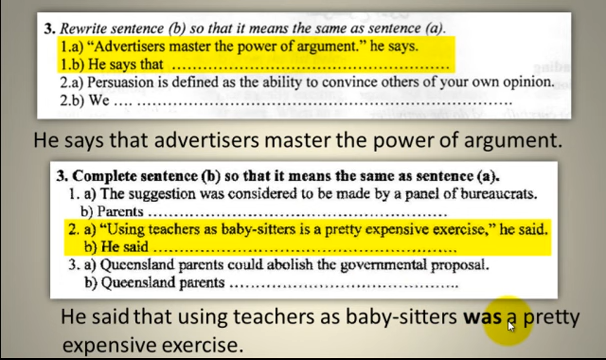 3. Rewrite sentence (b) so that it means the same as sentence (a).
1.a) “Advertisers master the power of argument.” he says.
1.b) He says that ..................................................
2.a) Persuasion is defined as the ability to convince others of your own opinion.
2.b) We .... ..................................................................
He says that advertisers master the power of argument.
3. Complete sentence (b) so that it means the same as sentence (a).
1. a) The suggestion was considered to be made by a panel of bureaucrats.
b) Parents ......................................................
2. a) “Using teachers as baby-sitters is a pretty expensive exercise,” he said.
b) He said ......................................................
3. a) Queensland parents could abolish the governmental proposal.
b) Queensland parents ..........................................
He said that using teachers as baby-sitters was a pretty
expensive exercise.